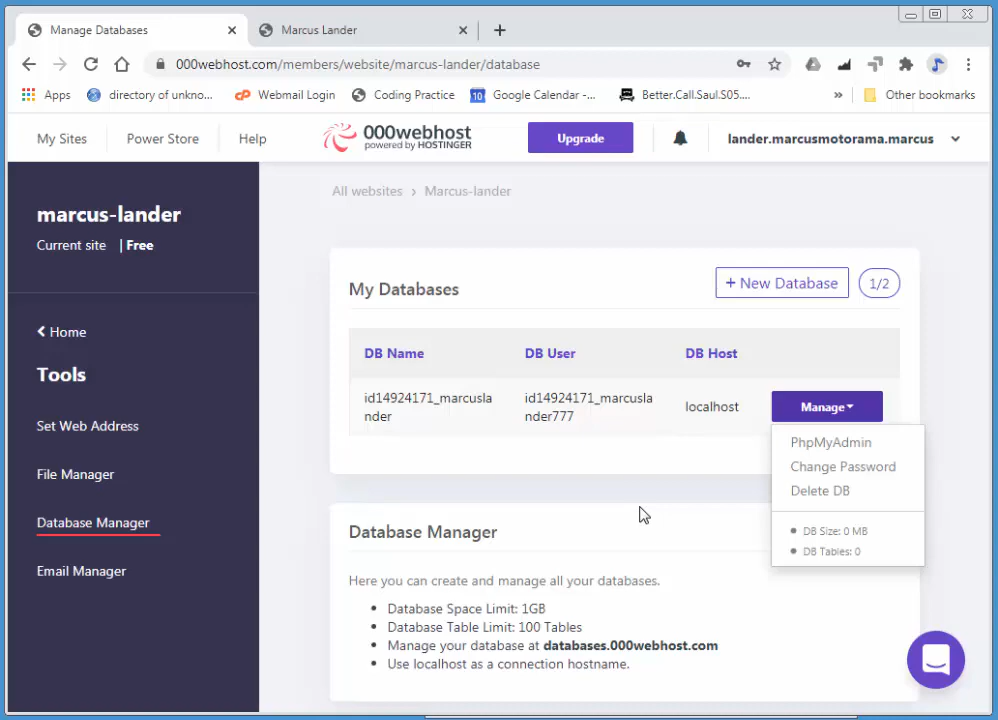 Manage Databases
Marcus Lander
000webhost.com/members/website/marcus-lander/database
Apps
directory of unkno...
Webmail Login
Coding Practice
10
Google Calendar -...
Better.Call.Saul.S05....
»
Other bookmarks
My Sites
Power Store
Help
000webhost
powered by HOSTINGER
Upgrade
lander.marcusmotorama.marcus
marcus-lander
Current site | Free
Home
Tools
Set Web Address
File Manager
Database Manager
Email Manager
All websites › Marcus-lander
My Databases
+ New Database
1/2
DB Name DB User DB Host
id14924171_marcusla
nder
id14924171_marcusla
nder777
localhost
Manage
PhpMyAdmin
Change Password
Delete DB
• DB Size: 0 MB
• DB Tables: 0
Database Manager
Here you can create and manage all your databases.
• Database Space Limit: 1GB
• Database Table Limit: 100 Tables
• Manage your database at databases.000webhost.com
• Use localhost as a connection hostname.